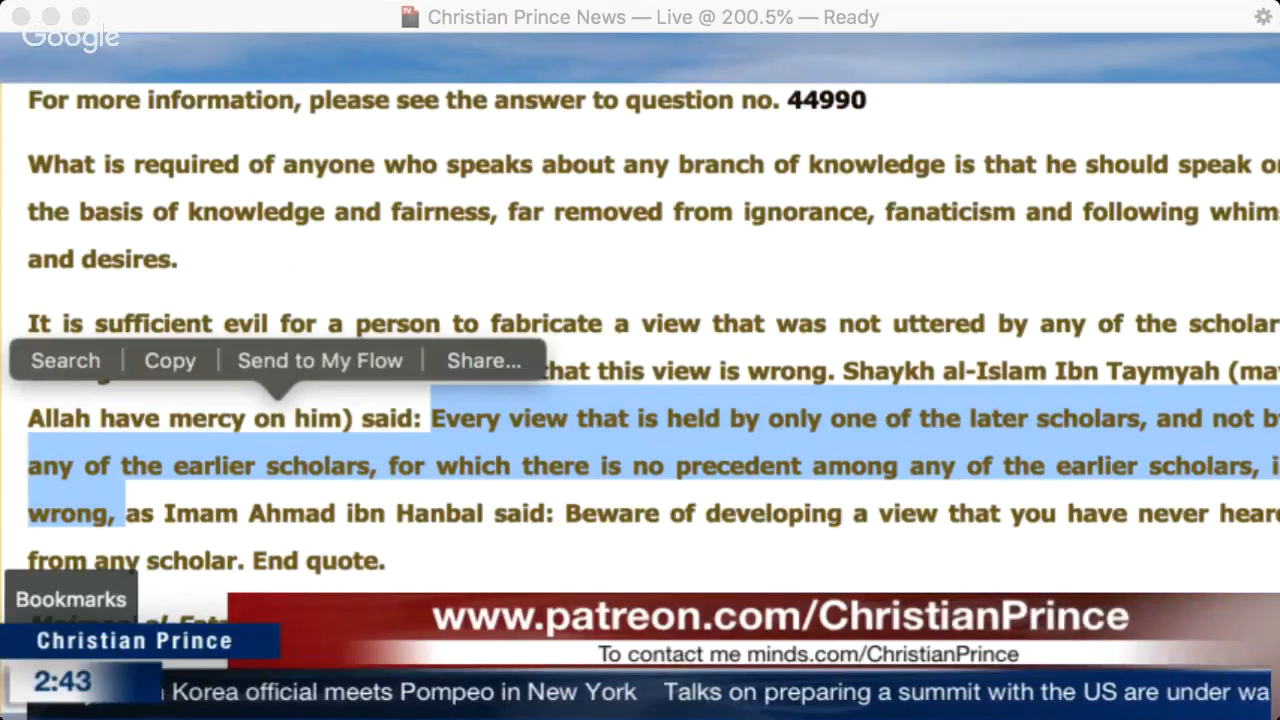 Christian Prince News — Live @ 200.5% — Ready
Google
For more information, please see the answer to question no. 44990
What is required of anyone who speaks about any branch of knowledge is that he should speak
the basis of knowledge and fairness, far removed from ignorance, fanaticism and following
and desires.
It is sufficient evil for a person to fabricate a view that was not uttered by any of the
Search Copy Send to My Flow Share...
that this view is wrong. Shaykh al-Islam Ibn Taymyah
Allah have mercy on him) said: Every view that is held by only one of the later scholars, and not
any of the earlier scholars, for which there is no precedent among any of the earlier scholars,
wrong, as Imam Ahmad ibn Hanbal said: Beware of developing a view that you have never
from any scholar. End quote.
Bookmarks
www.patreon.com/ChristianPrince
Christian Prince
To contact me minds.com/ChristianPrince
2:43
Korea official meets Pompeo in New York Talks on preparing a summit with the US are under